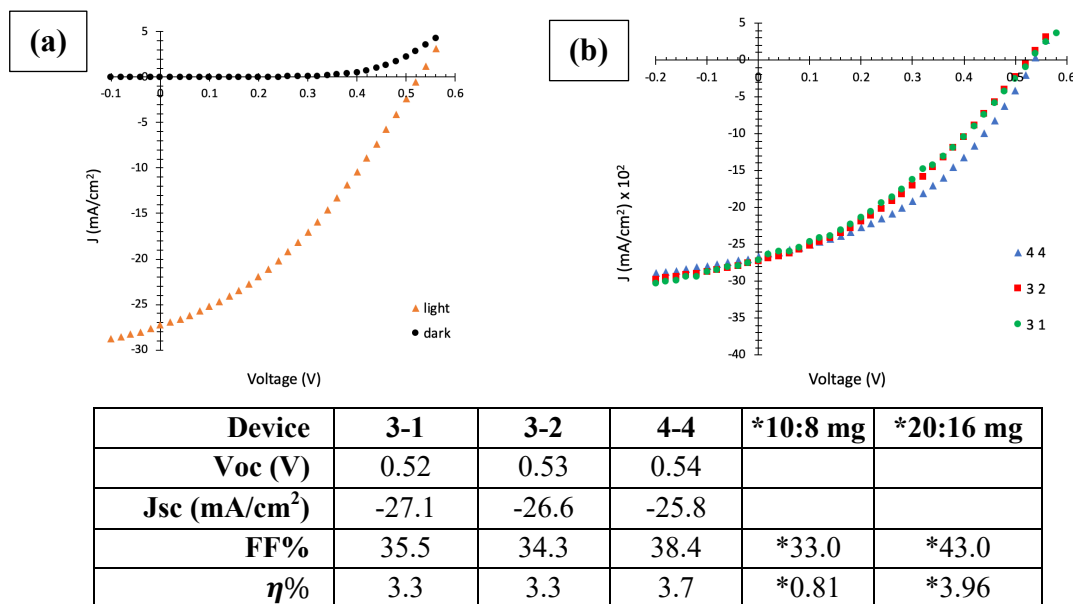 (a)
5
0
-0.1 0 0.1 0.2 0.3 0.4 0.5 0.6
-5
-10
-15
-20
-25
-30
J (mA/cm²)
Voltage (V)
light
dark
(b)
5
0
-0.2 -0.1 0 0.1 0.2 0.3 0.4 0.5 0.6
-5
-10
-15
-20
-25
-30
-35
-40
J (mA/cm²) x 10²
Voltage (V)
4 4
3 2
3 1
Device 3-1 3-2 4-4 *10:8 mg *20:16 mg
Voc (V) 0.52 0.53 0.54
Jsc (mA/cm²) -27.1 -26.6 -25.8
FF% 35.5 34.3 38.4 *33.0 *43.0
η% 3.3 3.3 3.7 *0.81 *3.96